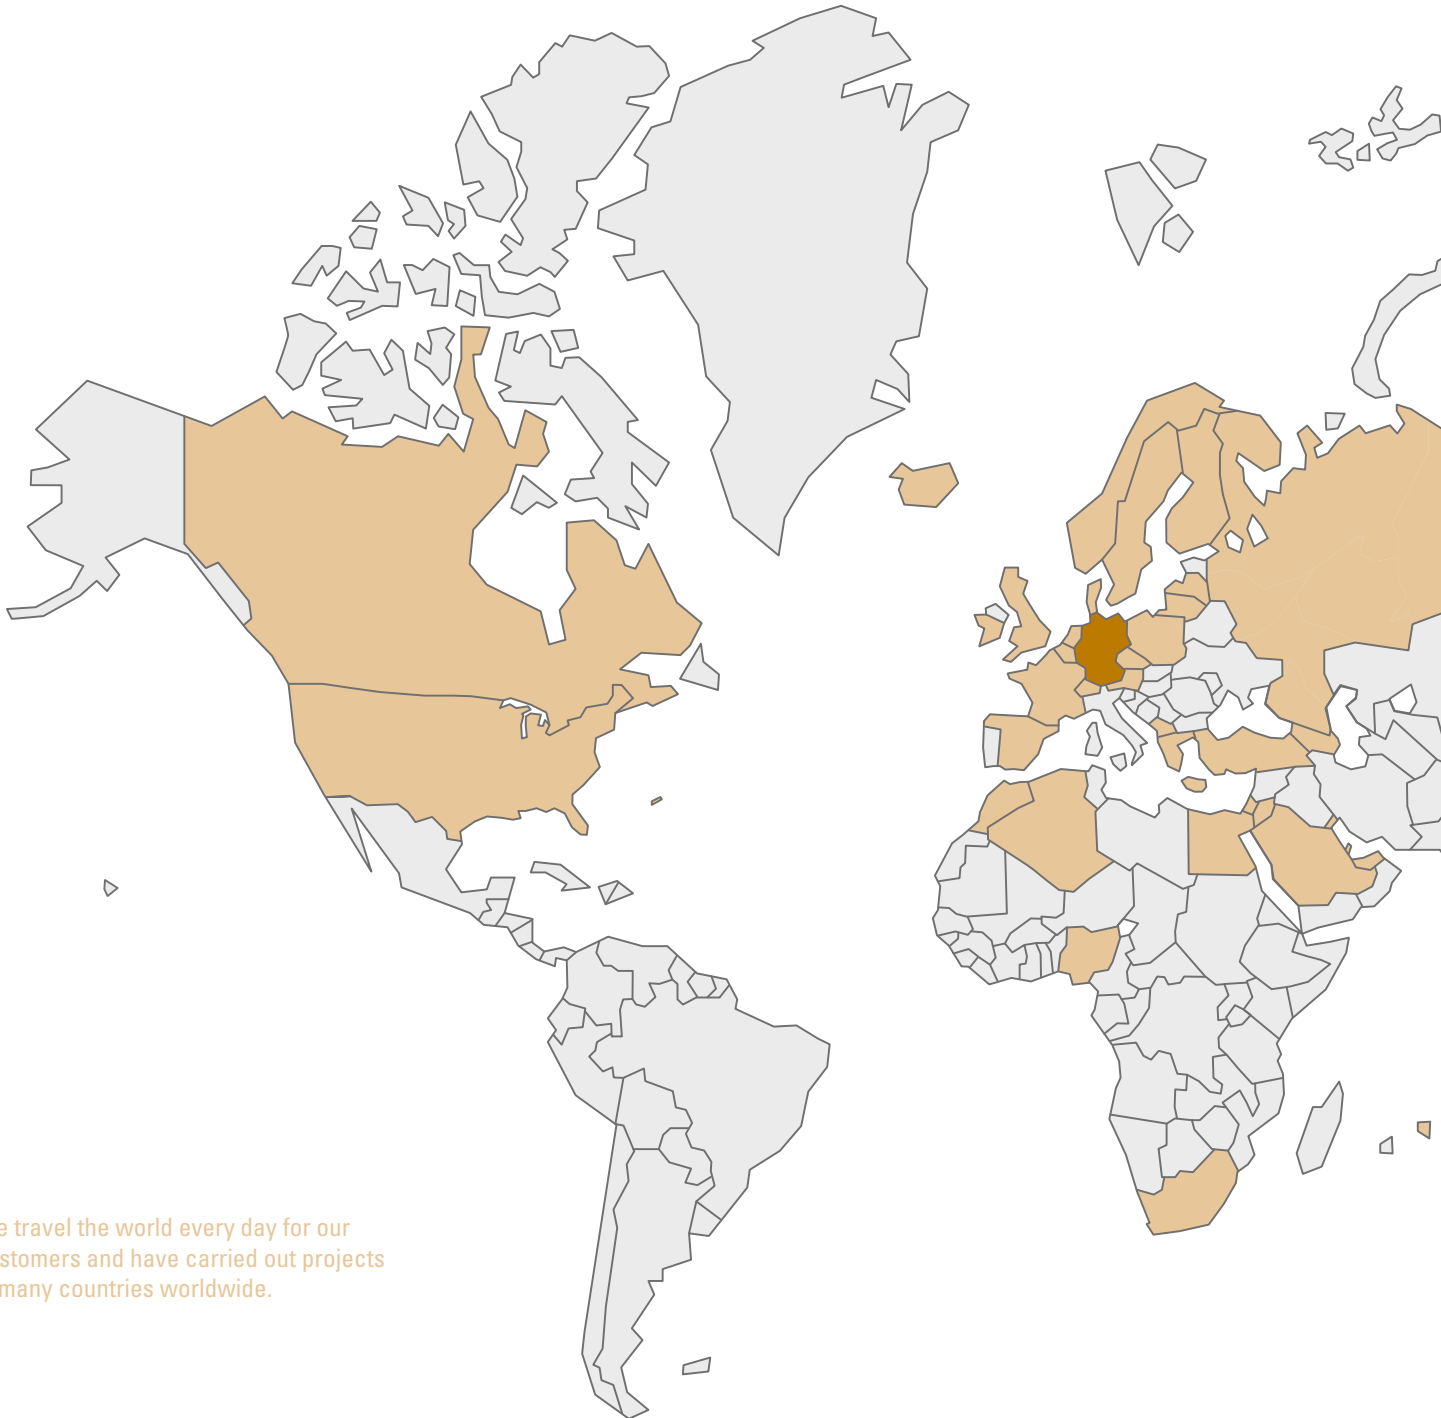 e travel the world every day for our
stomers and have carried out projects
many countries worldwide.